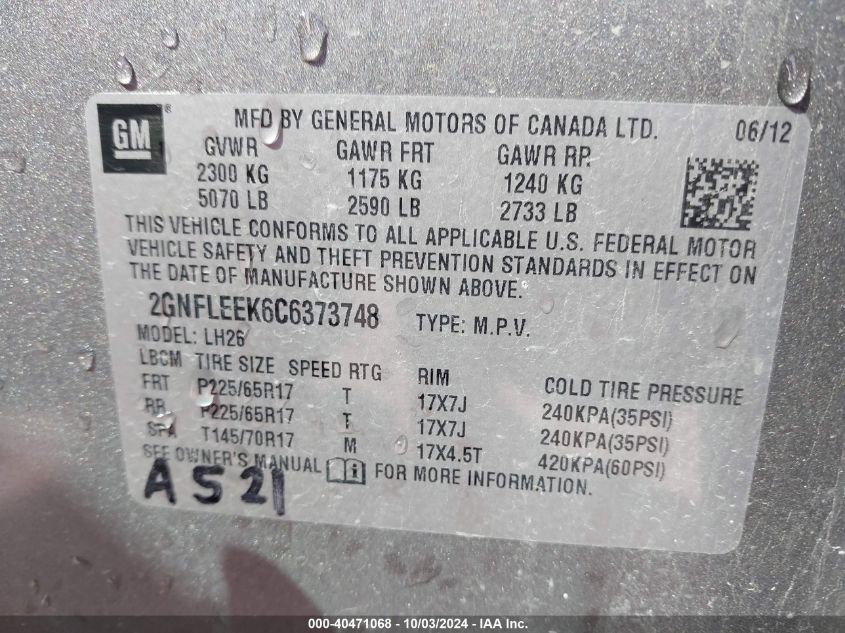 GM ® MFD BY GENERAL MOTORS OF CANADA LTD. 06/12
GVWR GAWR FRT GAWR RR
2300 KG 1175 KG 1240 KG
5070 LB 2590 LB 2733 LB
THIS VEHICLE CONFORMS TO ALL APPLICABLE U.S. FEDERAL MOTOR
VEHICLE SAFETY AND THEFT PREVENTION STANDARDS IN EFFECT ON
THE DATE OF MANUFACTURE SHOWN ABOVE.
2GNFLEEK6C6373748 TYPE: M.P.V.
MODEL: LH26
LBCM TIRE SIZE SPEED RTG RIM COLD TIRE PRESSURE
FRT P225/65R17 T 17X7J 240KPA(35PSI)
RR P225/65R17 T 17X7J 240KPA(35PSI)
SPA T145/70R17 M 17X4.5T 420KPA(60PSI)
SEE OWNER'S MANUAL FOR MORE INFORMATION.
A521
000-40471068 - 10/03/2024 - IAA Inc.